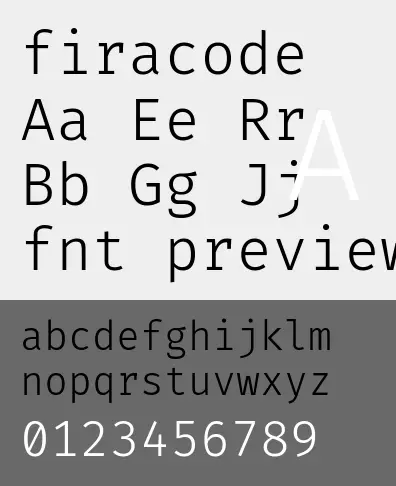 firacode
Aa Ee Rr
A
Bb Gg Jj
fnt preview
abcdefghijklm
nopqrstuvwxyz
0123456789